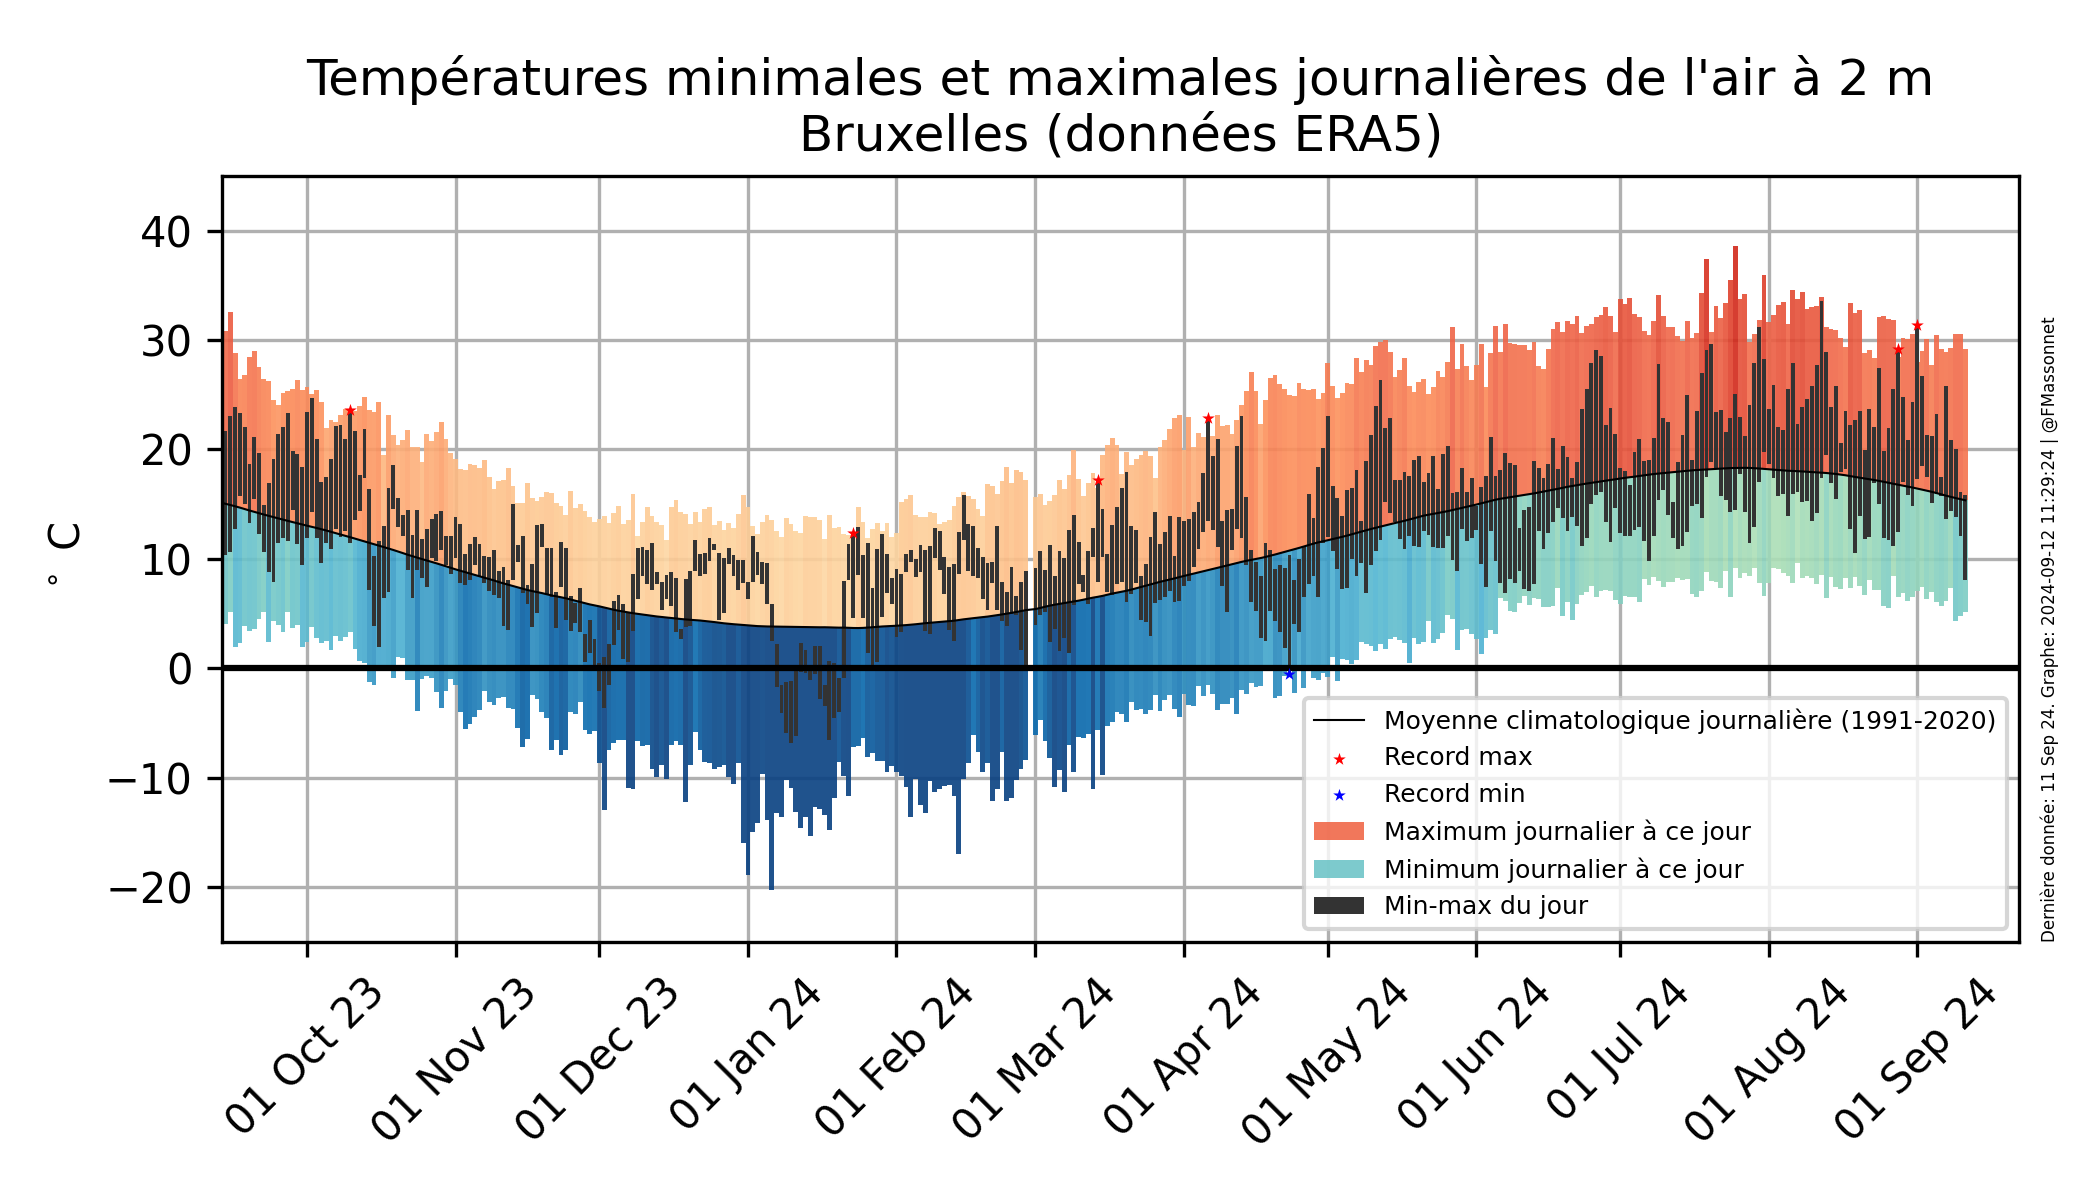 Températures minimales et maximales journalières de l'air à 2 m
Bruxelles (données ERA5)
° C
40
30
20
10
0
−10
−20
01 Oct 23
01 Nov 23
01 Dec 23
01 Jan 24
01 Feb 24
01 Mar 24
01 Apr 24
01 May 24
01 Jun 24
01 Jul 24
01 Aug 24
01 Sep 24
Moyenne climatologique journalière (1991-2020)
Record max
Record min
Maximum journalier à ce jour
Minimum journalier à ce jour
Min-max du jour
Dernière donnée: 11 Sep 24. Graphe: 2024-09-12 11:29:24 | @FMassonnet